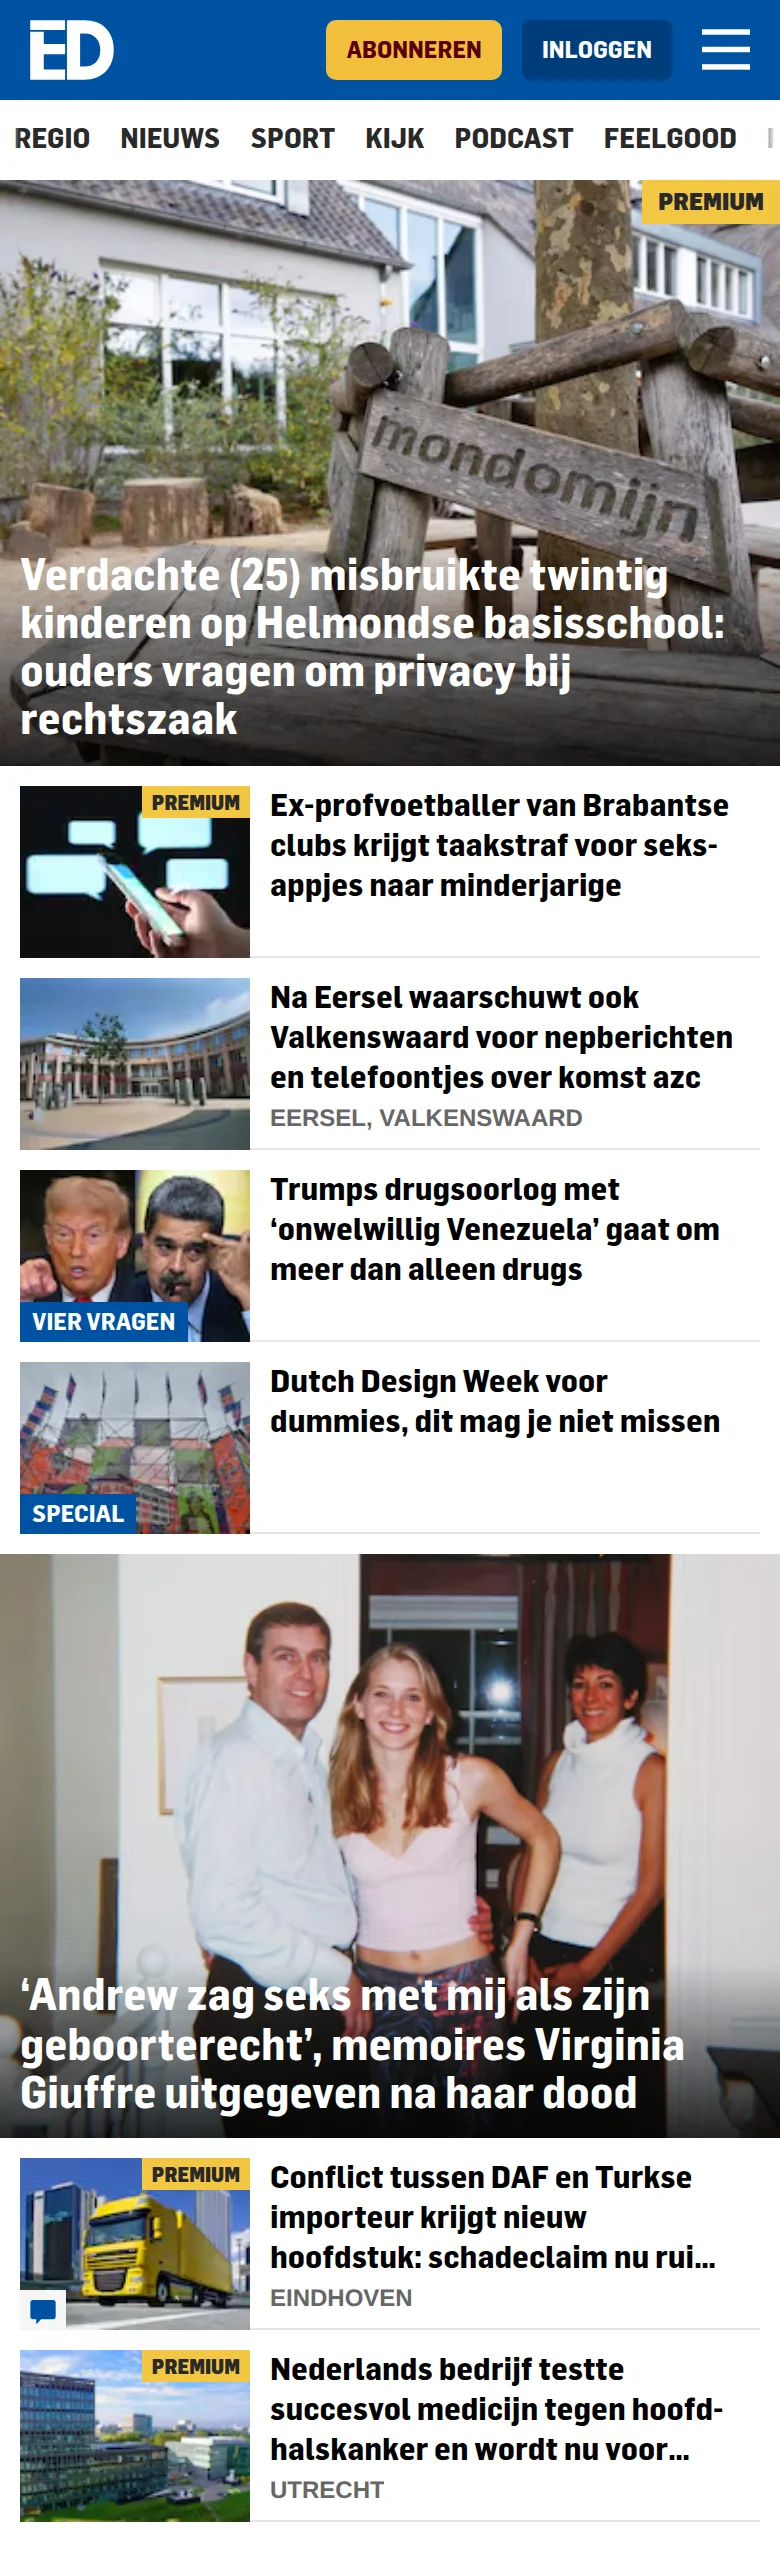 ED
ABONNEREN
INLOGGEN
REGIO NIEUWS SPORT KIJK PODCAST FEELGOOD
PREMIUM
mondomijn
Verdachte (25) misbruikte twintig
kinderen op Helmondse basisschool:
ouders vragen om privacy bij
rechtszaak
PREMIUM
Ex-profvoetballer van Brabantse
clubs krijgt taakstraf voor seks-
appjes naar minderjarige
Na Eersel waarschuwt ook
Valkenswaard voor nepberichten
en telefoontjes over komst azc
EERSEL, VALKENSWAARD
Trumps drugsoorlog met
‘onwelwillig Venezuela’ gaat om
meer dan alleen drugs
VIER VRAGEN
Dutch Design Week voor
dummies, dit mag je niet missen
SPECIAL
‘Andrew zag seks met mij als zijn
geboorterecht’, memoires Virginia
Giuffre uitgegeven na haar dood
PREMIUM
Conflict tussen DAF en Turkse
importeur krijgt nieuw
hoofdstuk: schadeclaim nu rui...
EINDHOVEN
PREMIUM
Nederlands bedrijf testte
succesvol medicijn tegen hoofd-
halskanker en wordt nu voor...
UTRECHT